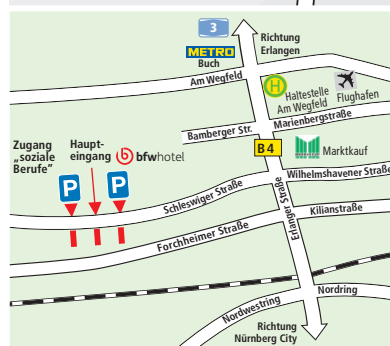 3
Richtung
Erlangen
METRO
Buch
Am Wegfeld
H
Haltestelle
Am Wegfeld
Flughafen
Marienbergstraße
Bamberger Str.
B 4
Marktkauf
Zugang
„soziale
Berufe"
Haupt-
eingang
b bfwhotel
P
P
Wilhelmshavener Straße
Schleswiger Straße
Kilianstraße
Erlanger Straße
Forchheimer Straße
Nordring
Nordwestring
Richtung
Nürnberg City